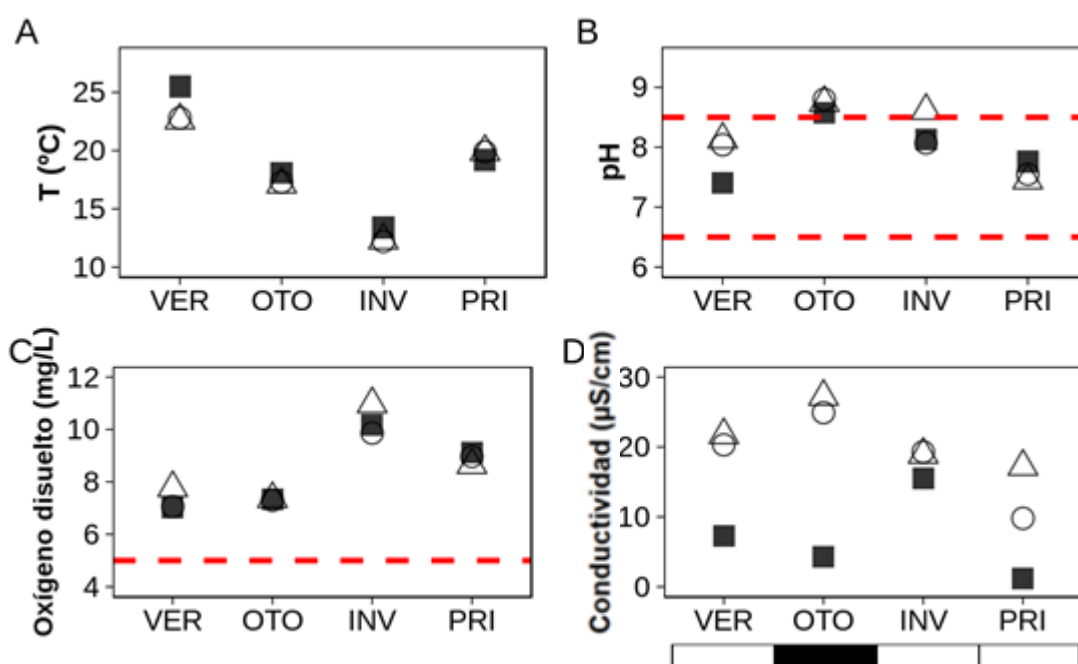 A
T (ºC)
25
20
15
10
VER OTO INV PRI
B
pH
9
8
7
6
VER OTO INV PRI
C
Oxígeno disuelto (mg/L)
12
10
8
6
4
VER OTO INV PRI
D
Conductividad (µS/cm)
30
20
10
0
VER OTO INV PRI